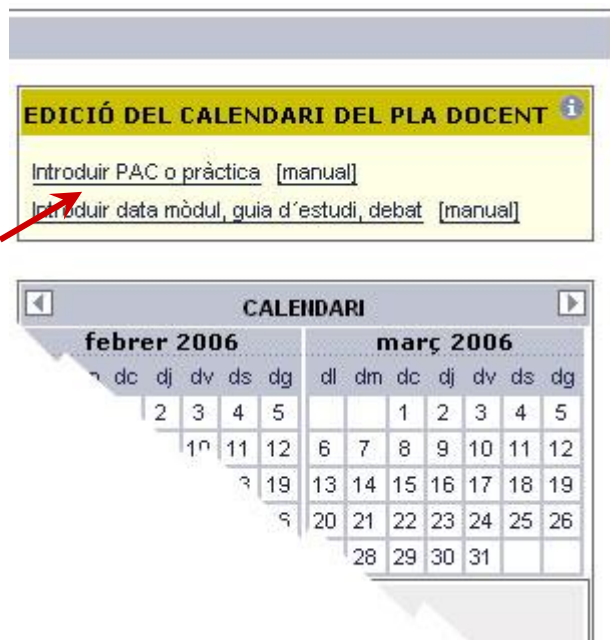 EDICIÓ DEL CALENDARI DEL PLA DOCENT i
Introduir PAC o pràctica [manual]
Introduir data mòdul, guia d´estudi, debat [manual]
CALENDARI
febrer 2006 març 2006
dc dj dv ds dg dl dm dc dj dv ds dg
2 3 4 5 1 2 3 4 5
10 11 12 6 7 8 9 10 11 12
19 13 14 15 16 17 18 19
20 21 22 23 24 25 26
28 29 30 31